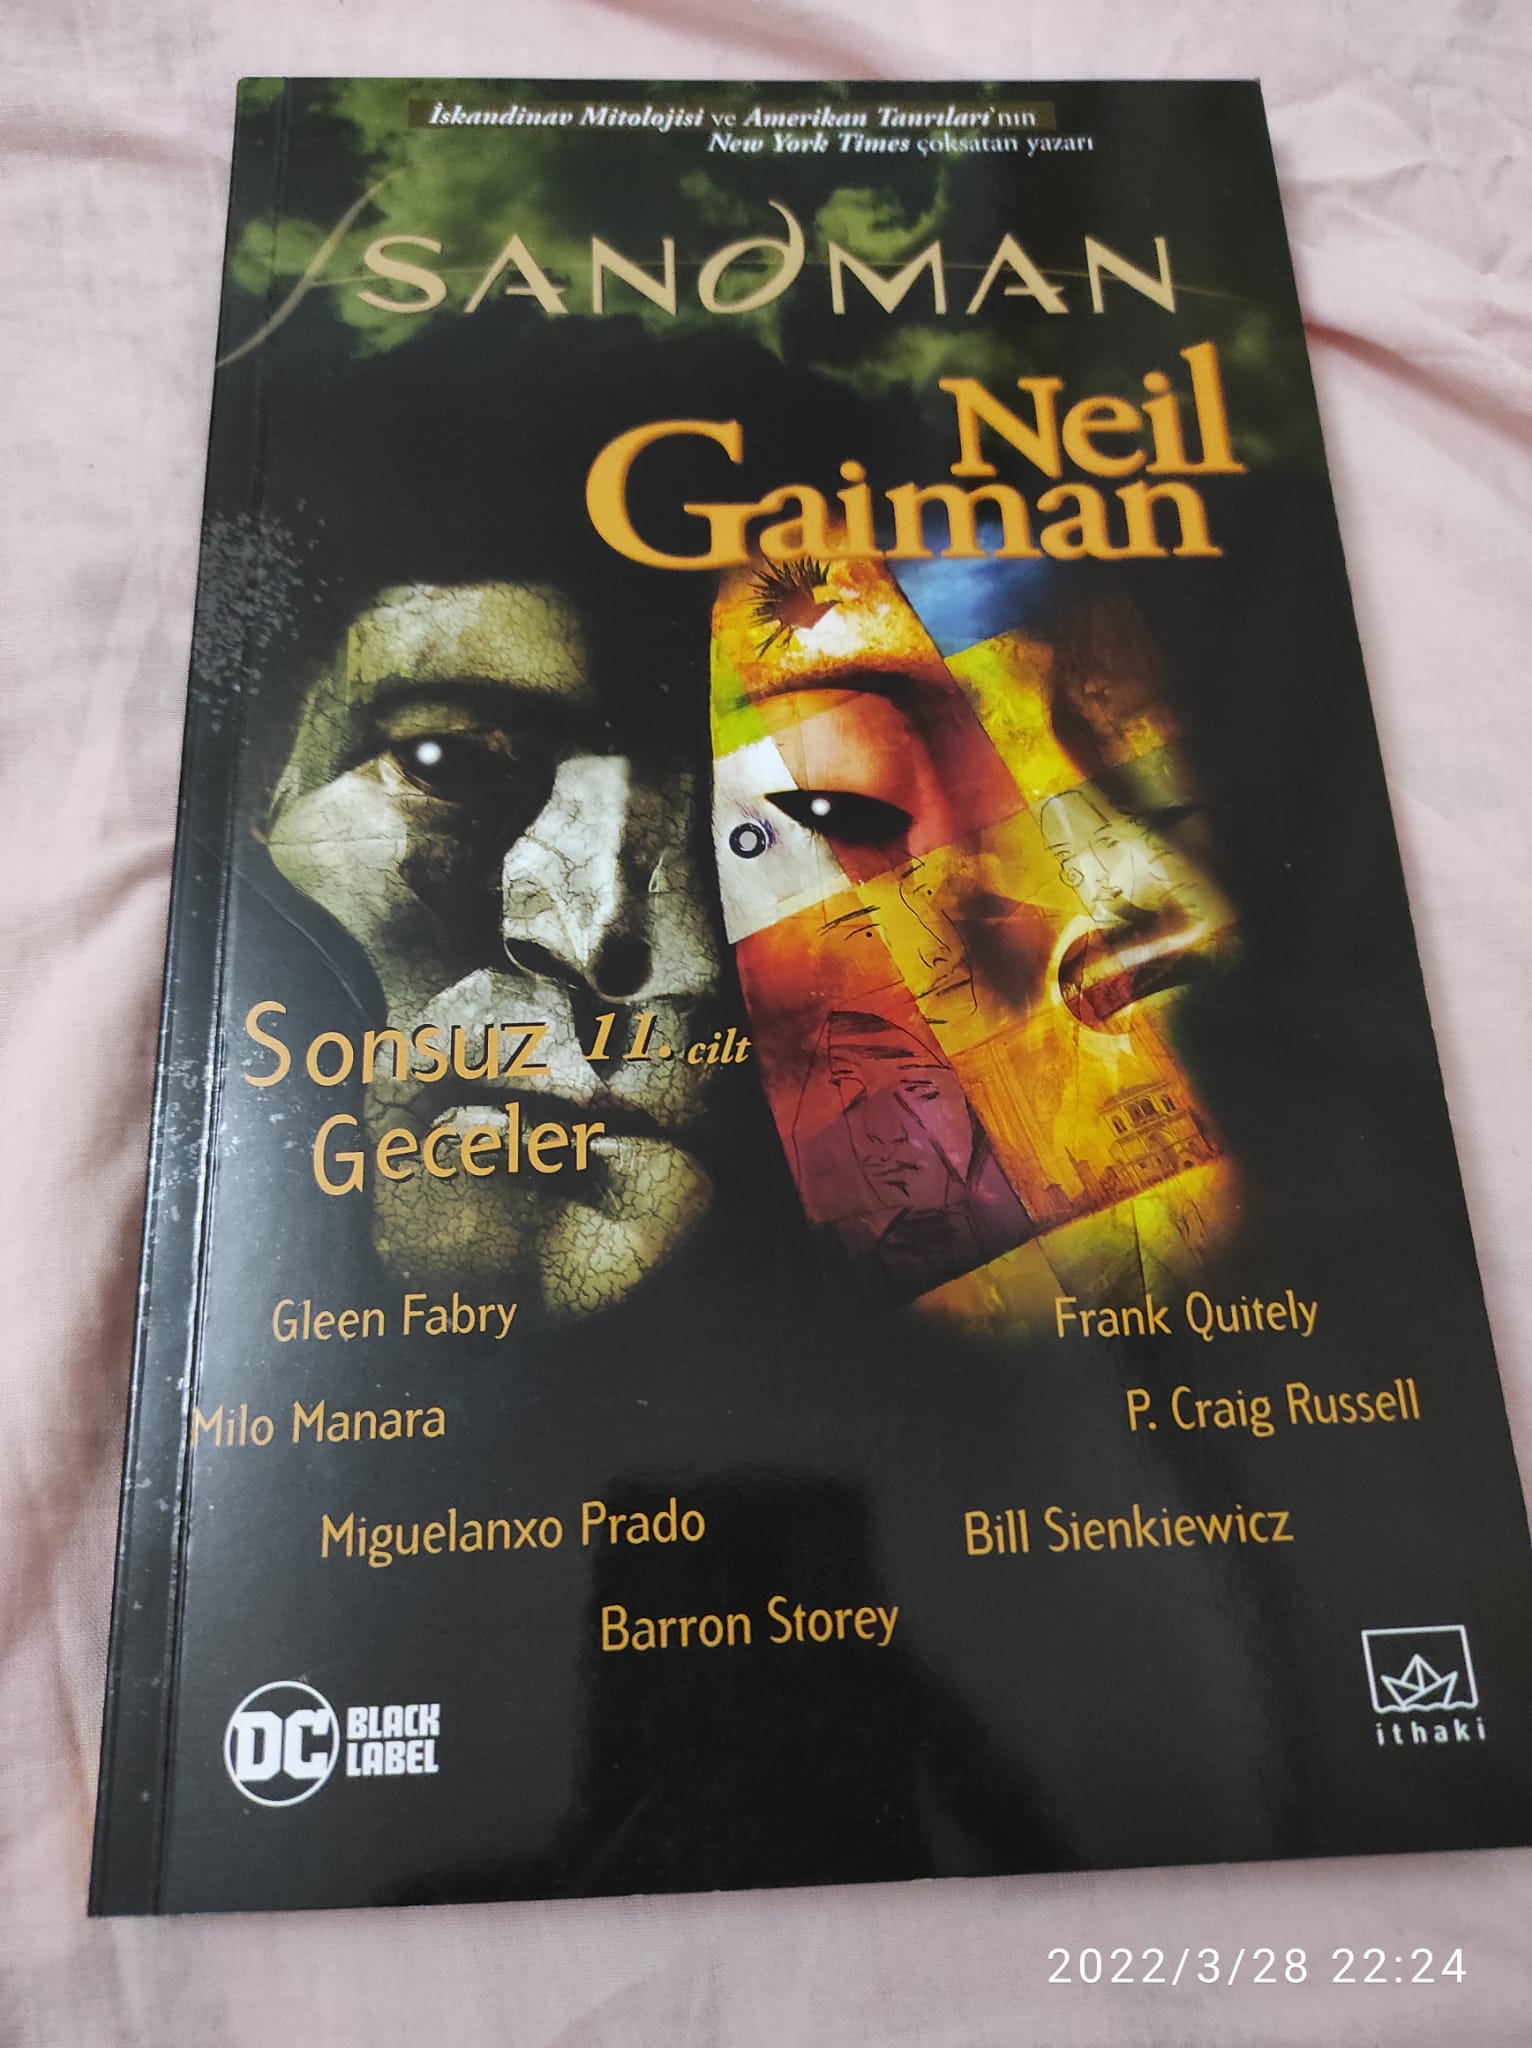 İskandinav Mitolojisi ve Amerikan Tanrıları'nın
New York Times çoksatan yazarı
SANDMAN
Neil
Gaiman
Sonsuz 11. cilt
Geceler
Gleen Fabry
Frank Quitely
Milo Manara
P. Craig Russell
Miguelanxo Prado
Bill Sienkiewicz
Barron Storey
DC BLACK
LABEL
ithaki
2022/3/28 22:24